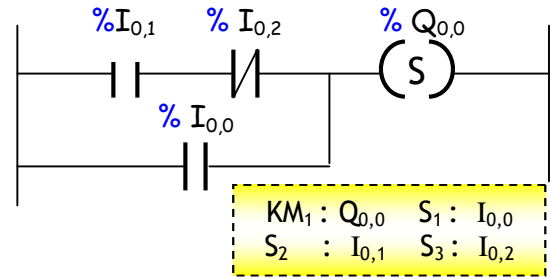 %I0,1 % I0,2 % Q0,0
S
% I0,0
KM1 : Q0,0 S1 : I0,0
S2 : I0,1 S3 : I0,2